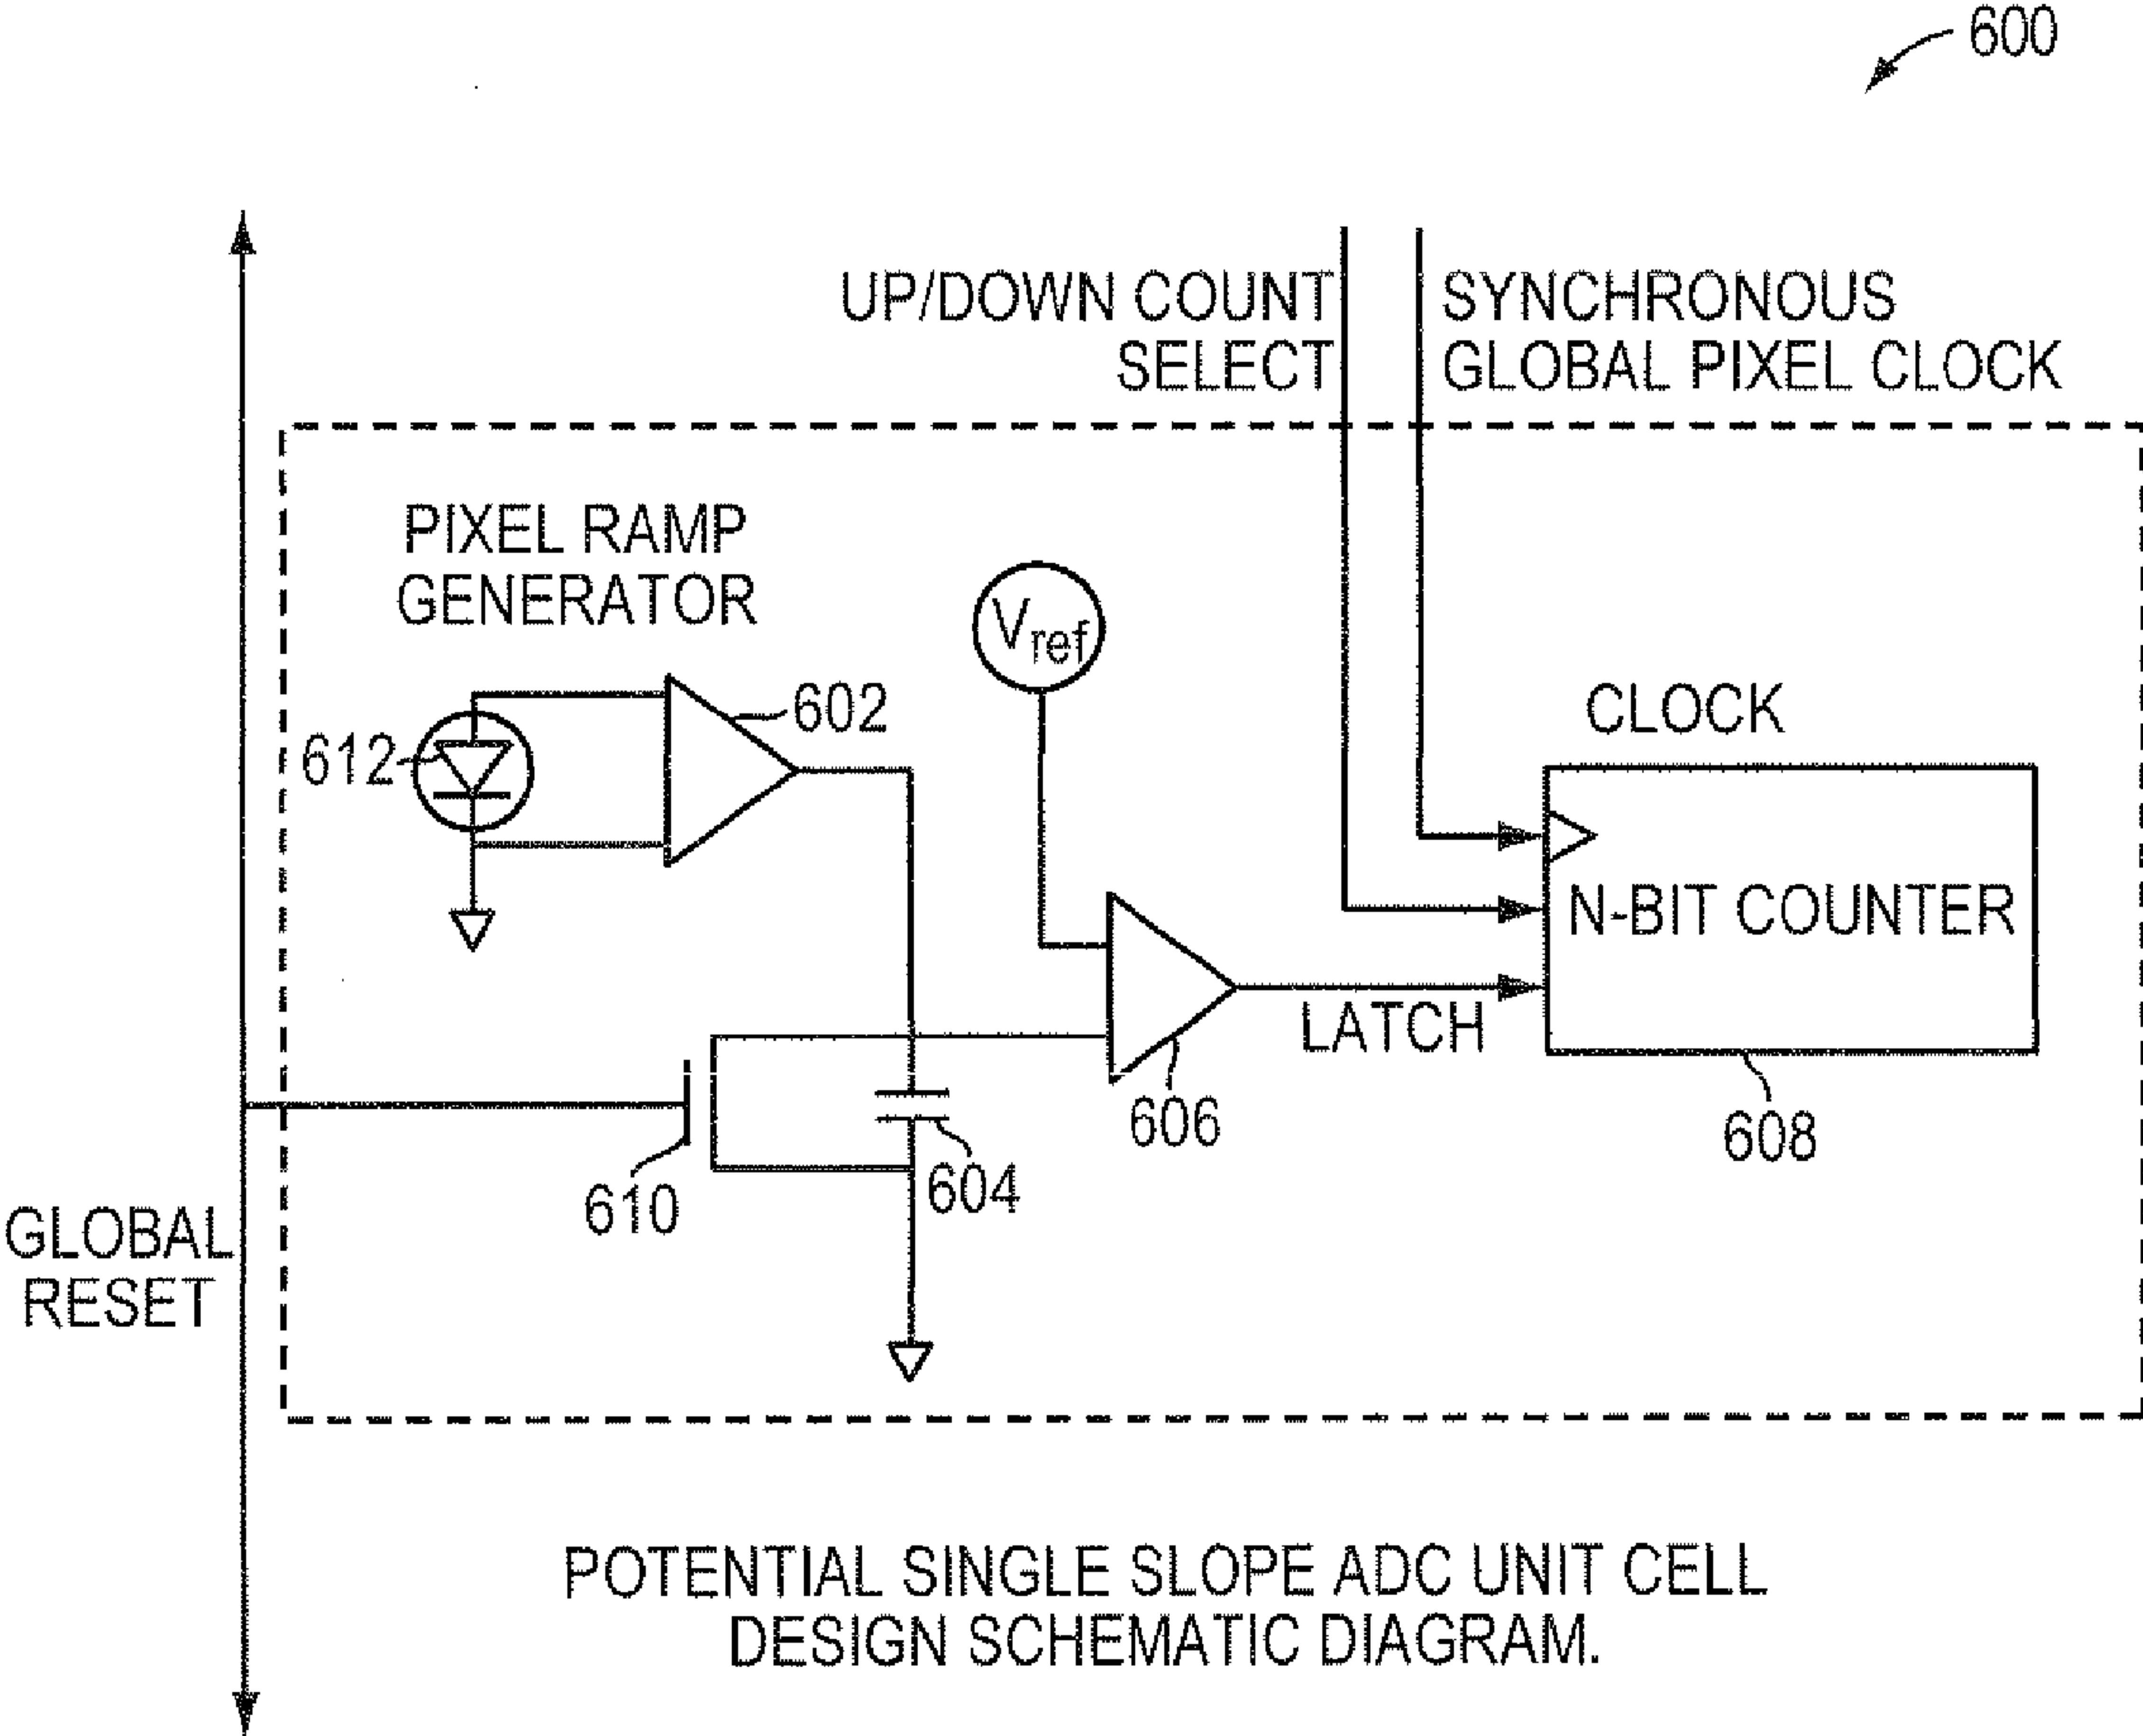 600
UP/DOWN COUNT
SELECT
SYNCHRONOUS
GLOBAL PIXEL CLOCK
PIXEL RAMP
GENERATOR
Vref
602
612
CLOCK
N-BIT COUNTER
LATCH
606
608
604
610
GLOBAL
RESET
POTENTIAL SINGLE SLOPE ADC UNIT CELL
DESIGN SCHEMATIC DIAGRAM.